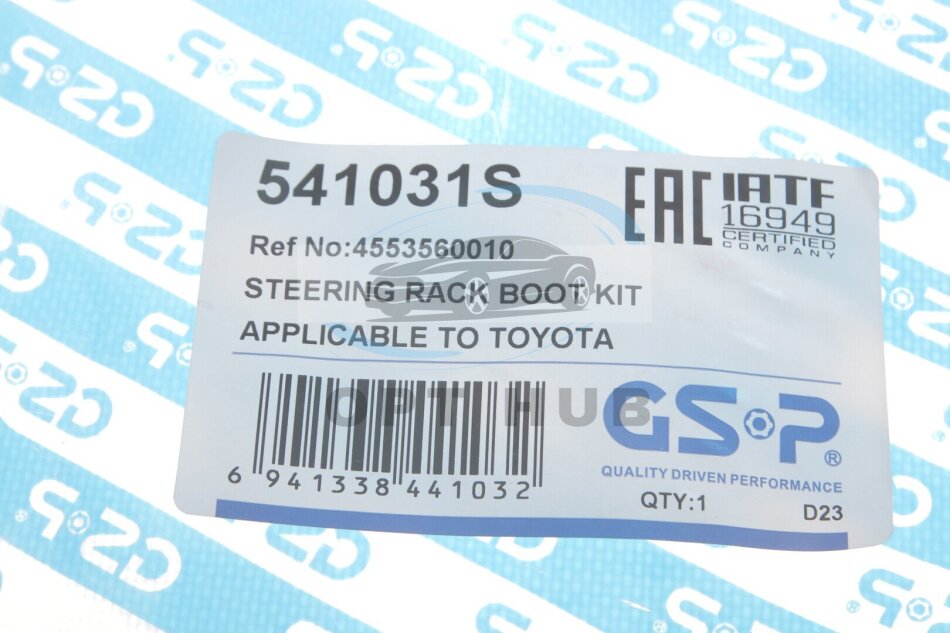 541031S
EAC
IATF
16949
CERTIFIED
COMPANY
Ref No:4553560010
STEERING RACK BOOT KIT
APPLICABLE TO TOYOTA
OPT HUB
6 941338 441032
GSP®
QUALITY DRIVEN PERFORMANCE
QTY:1
D23